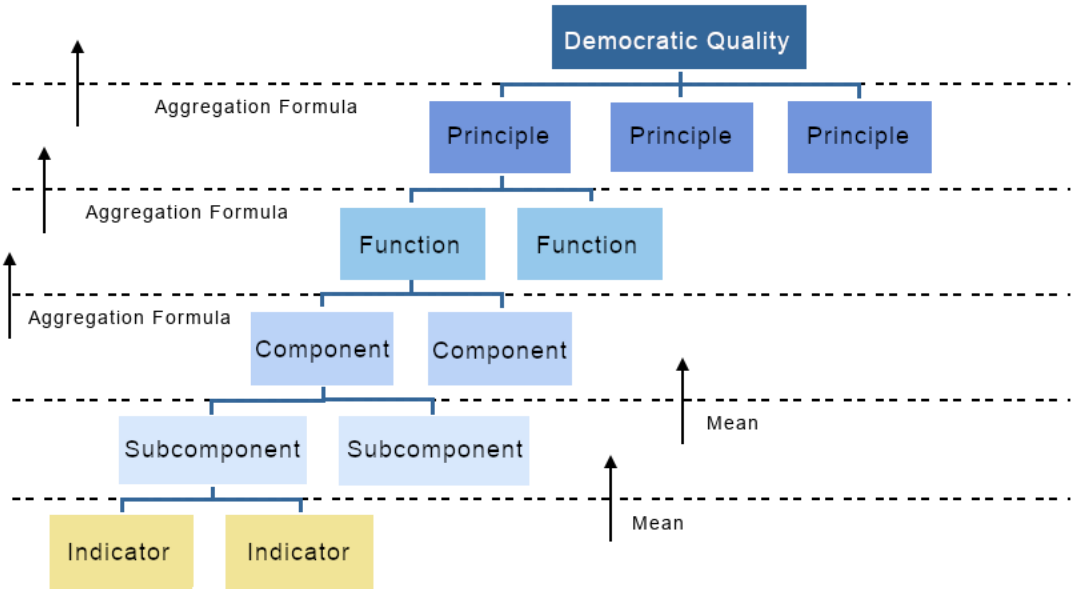 Democratic Quality
Aggregation Formula
Principle Principle Principle
Aggregation Formula
Function Function
Aggregation Formula
Component Component
Mean
Subcomponent Subcomponent
Mean
Indicator Indicator